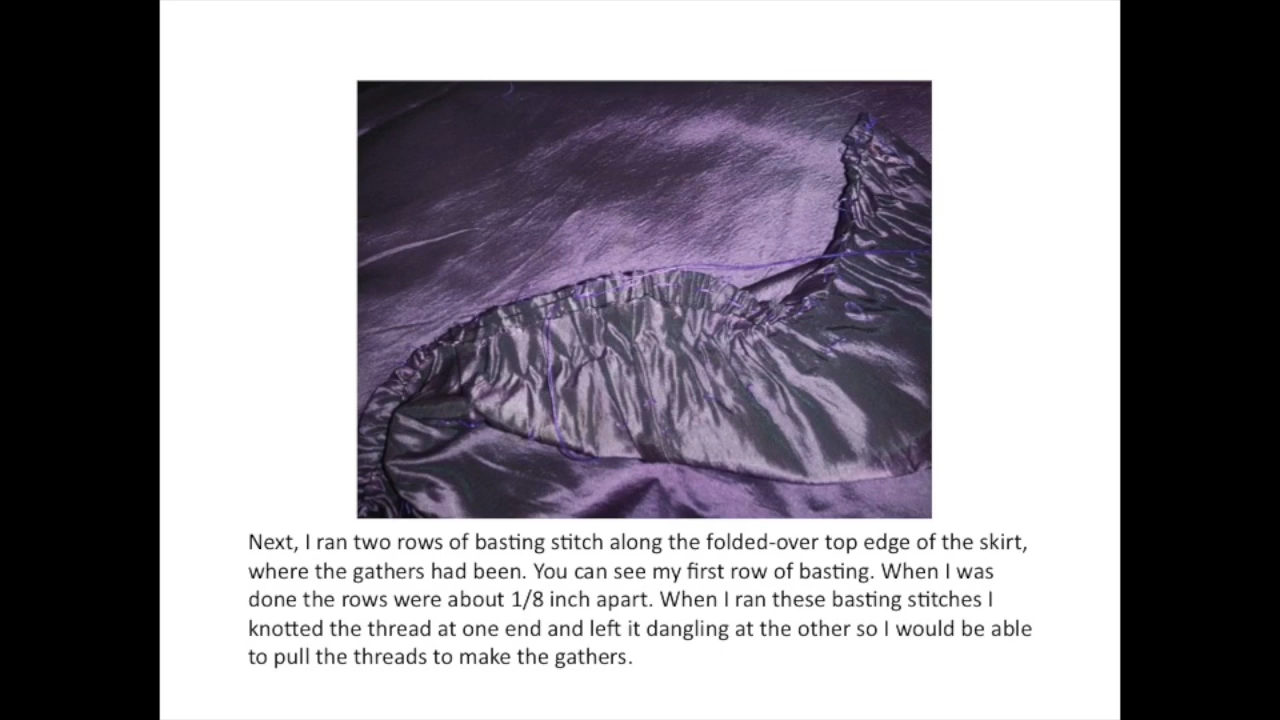 Next, I ran two rows of basting stitch along the folded-over top edge of the skirt,
where the gathers had been. You can see my first row of basting. When I was
done the rows were about 1/8 inch apart. When I ran these basting stitches I
knotted the thread at one end and left it dangling at the other so I would be able
to pull the threads to make the gathers.